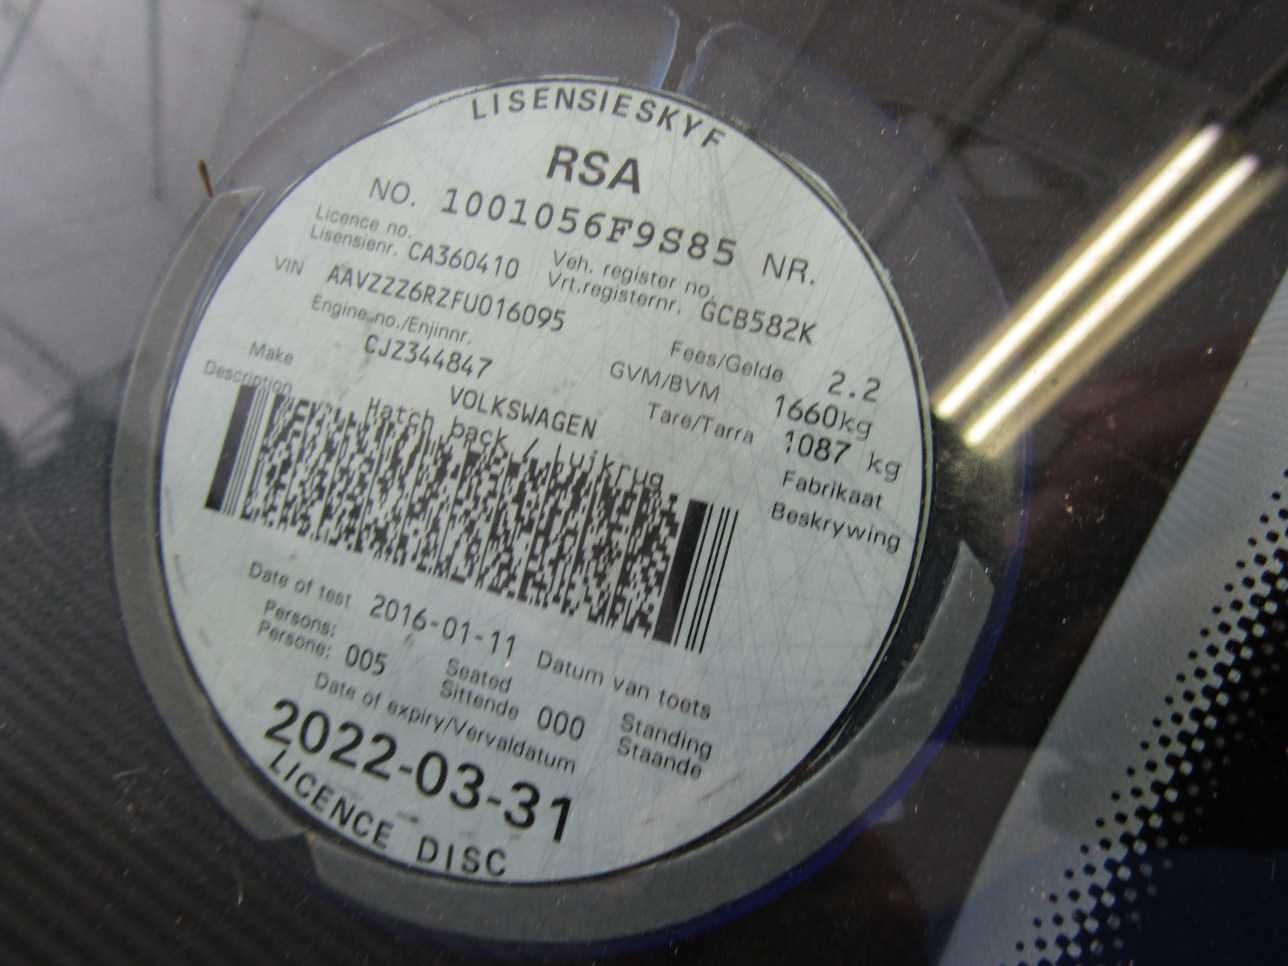 LISENSIESKYF
RSA
NO. 1001056F9S85 NR.
Licence no. Veh. register no.
Lisensienr. CA360410 Vrt.registernr. GCB582K
VIN AAVZZZ6RZFU016095 Fees/Gelde 2.2
Engine no./Enjinnr. GVM/BVM 1660kg
CJZ344847 Tare/Tarra 1087 kg
Make VOLKSWAGEN Fabrikaat
Description Hatch back / Luikrug Beskrywing
Date of test 2016-01-11 Datum van toets
Persons: Seated Standing
Persone: 005 Sittende 000 Staande
Date of expiry/Vervaldatum
2022-03-31
LICENCE DISC